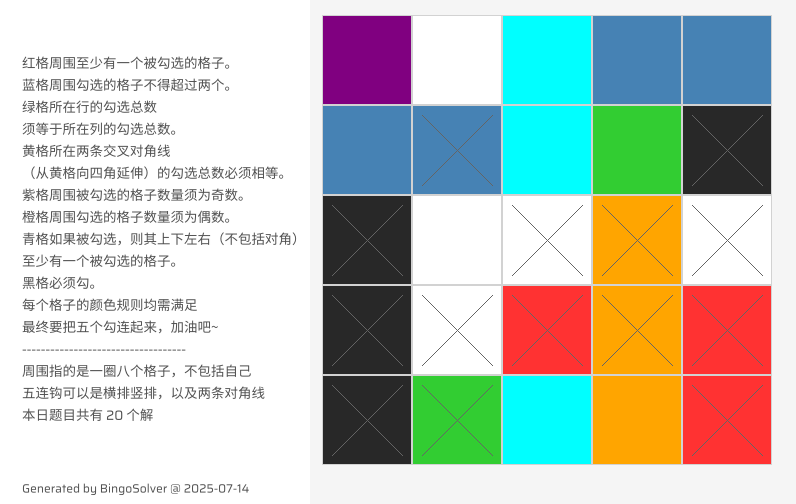 红格周围至少有一个被勾选的格子。
蓝格周围勾选的格子不得超过两个。
绿格所在行的勾选总数
须等于所在列的勾选总数。
黄格所在两条交叉对角线
（从黄格向四角延伸）的勾选总数必须相等。
紫格周围被勾选的格子数量须为奇数。
橙格周围勾选的格子数量须为偶数。
青格如果被勾选，则其上下左右（不包括对角）
至少有一个被勾选的格子。
黑格必须勾。
每个格子的颜色规则均需满足
最终要把五个勾连起来，加油吧~
-----------------------------------
周围指的是一圈八个格子，不包括自己
五连钩可以是横排竖排，以及两条对角线
本日题目共有 20 个解
Generated by BingoSolver @ 2025-07-14